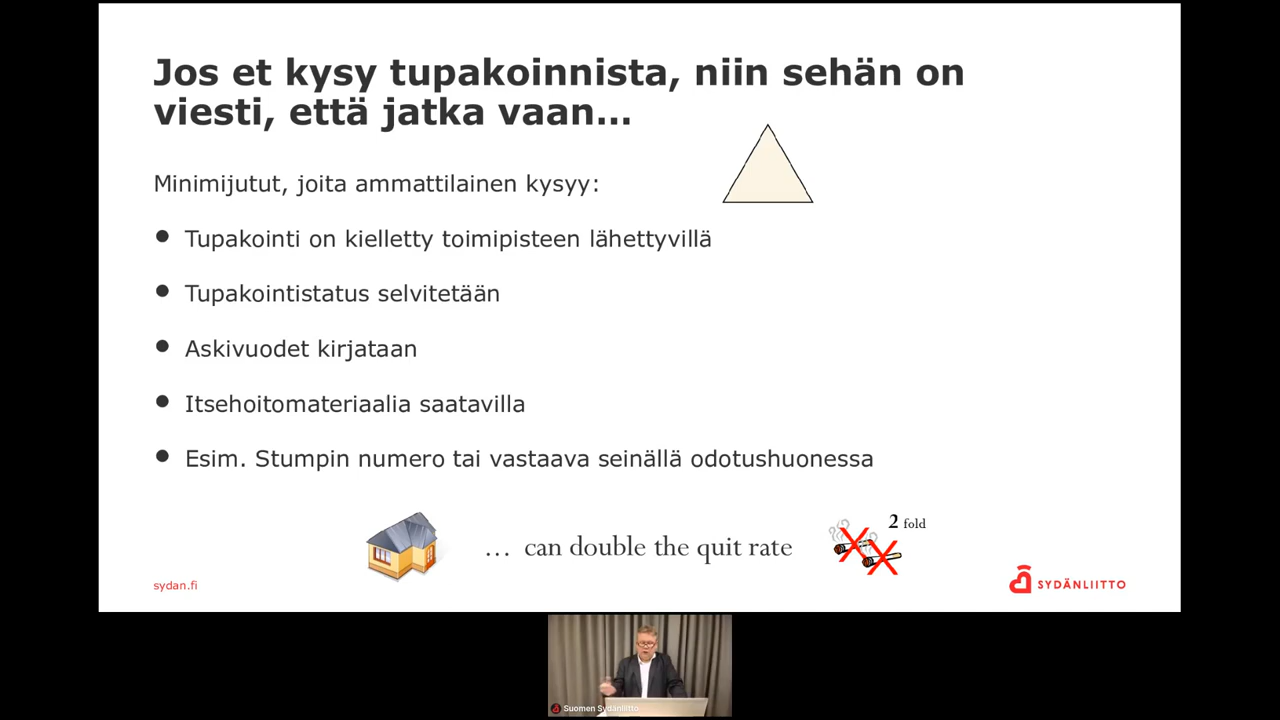 Jos et kysy tupakoinnista, niin sehän on
viesti, että jatka vaan...
Minimijutut, joita ammattilainen kysyy:
• Tupakointi on kielletty toimipisteen lähettyvillä
• Tupakointistatus selvitetään
• Askivuodet kirjataan
• Itsehoitomateriaalia saatavilla
• Esim. Stumpin numero tai vastaava seinällä odotushuonessa
... can double the quit rate
2 fold
sydan.fi
SYDÄNLIITTO
Suomen Sydänliitto